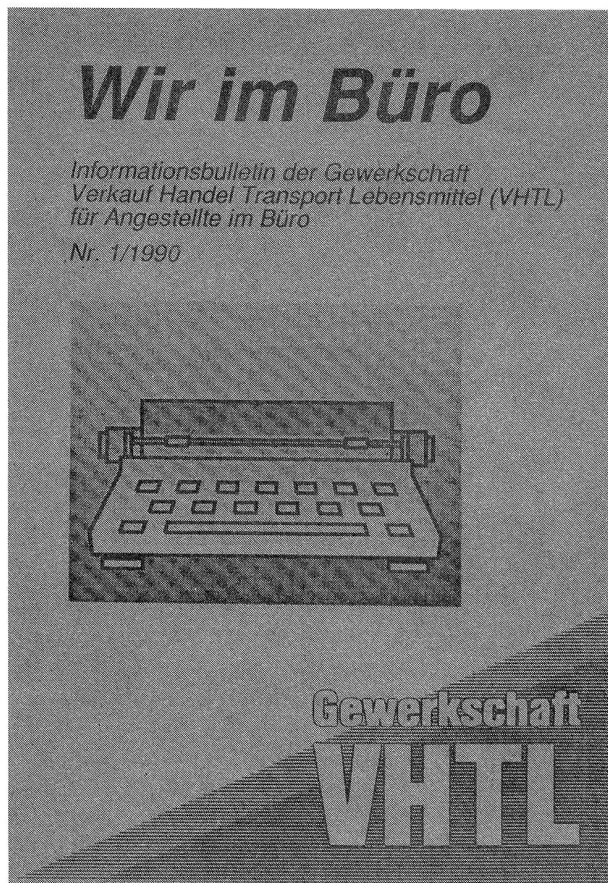 Wir im Büro
Informationsbulletin der Gewerkschaft
Verkauf Handel Transport Lebensmittel (VHTL)
für Angestellte im Büro
Nr. 1/1990
Gewerkschaft
VHTL